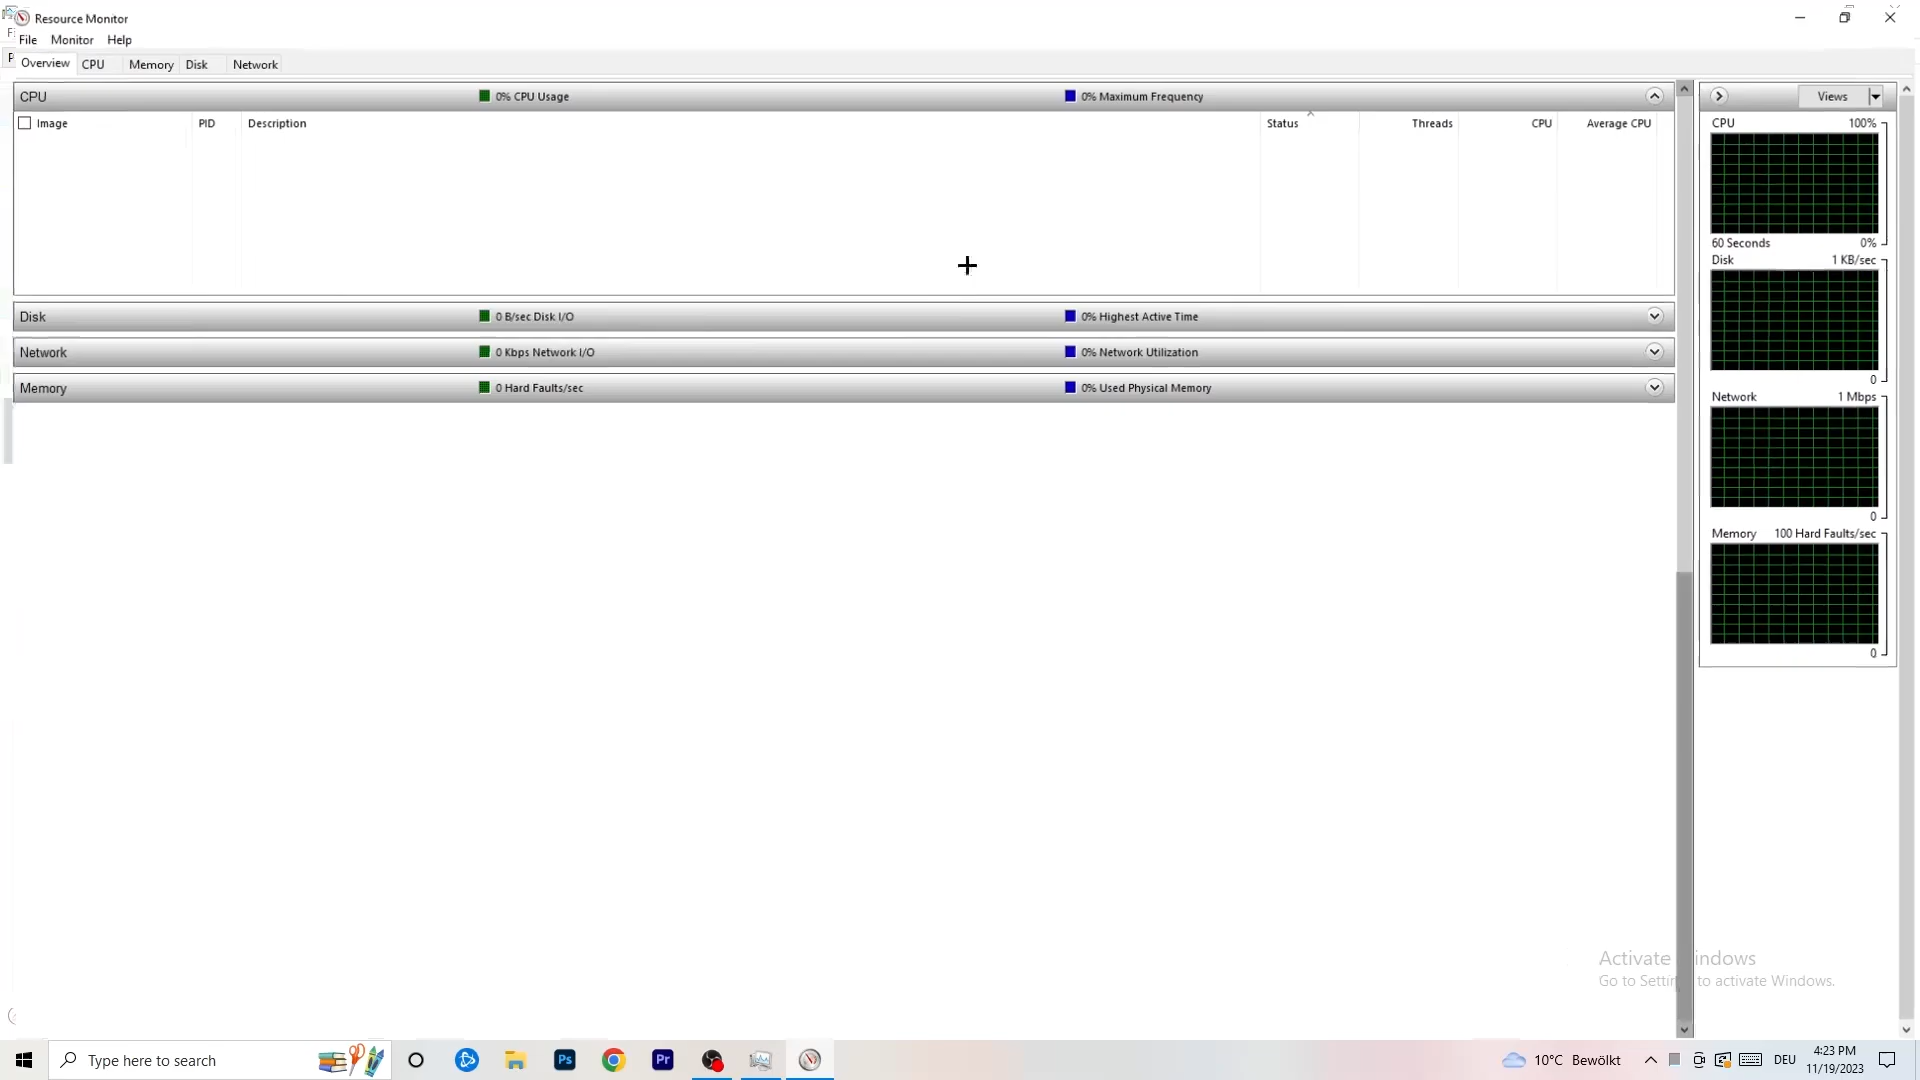 Resource Monitor
File Monitor Help
Overview CPU Memory Disk Network
CPU 0% CPU Usage 0% Maximum Frequency
Image PID Description Status Threads CPU Average CPU
Disk 0 B/sec Disk I/O 0% Highest Active Time
Network 0 Kbps Network I/O 0% Network Utilization
Memory 0 Hard Faults/sec 0% Used Physical Memory
Views
CPU 100%
60 Seconds 0%
Disk 1 KB/sec
0
Network 1 Mbps
0
Memory 100 Hard Faults/sec
0
Activate indows
Go to Settin to activate Windows.
Type here to search
Ps
Pr
10°C Bewölkt
DEU
4:23 PM
11/19/2023